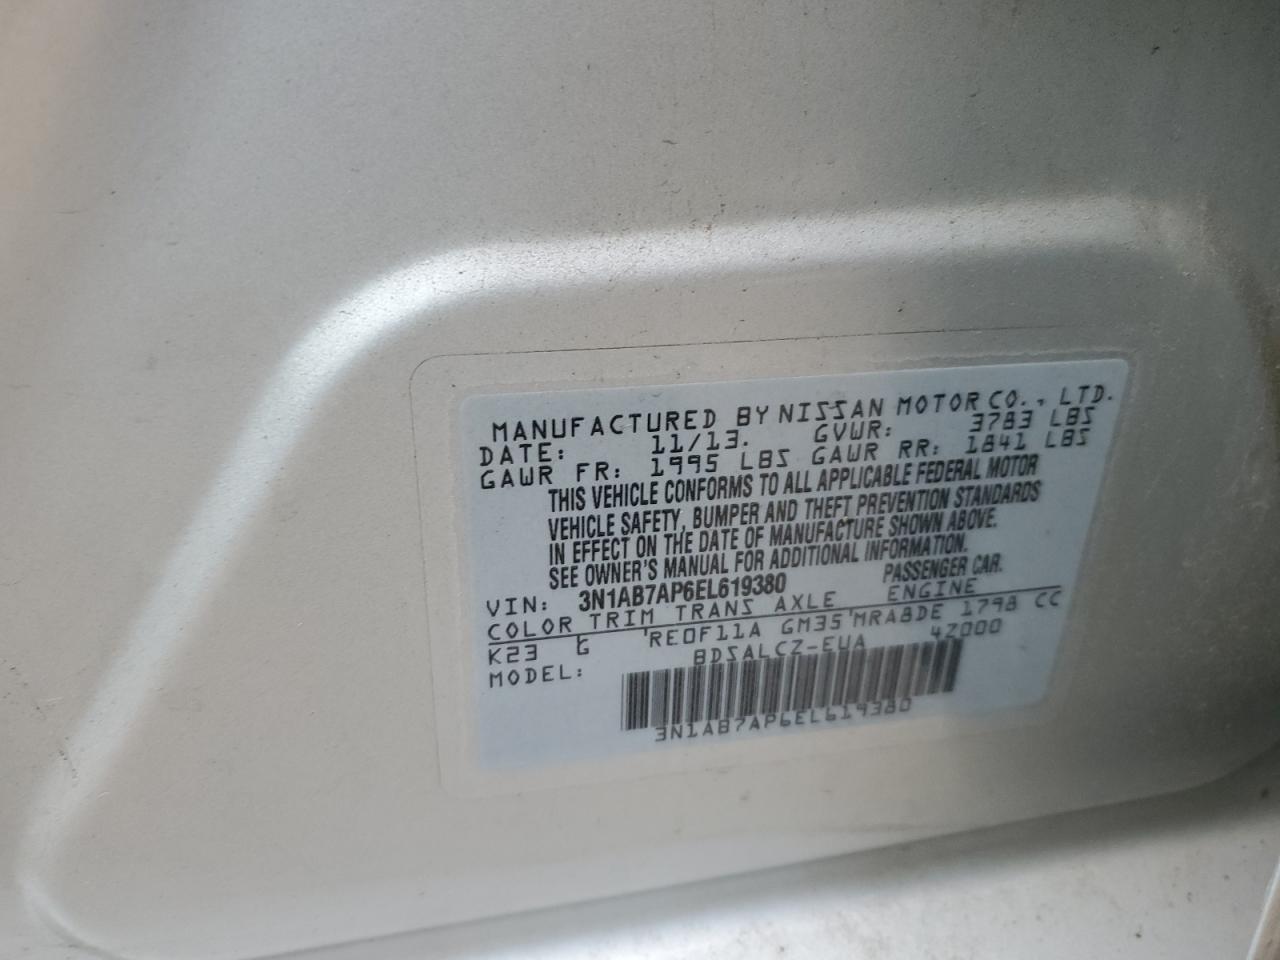 MANUFACTURED BY NISSAN MOTOR CO., LTD.
DATE: 11/13. GVWR: 3783 LBS
GAWR FR: 1995 LBS GAWR RR: 1841 LBS
THIS VEHICLE CONFORMS TO ALL APPLICABLE FEDERAL MOTOR
VEHICLE SAFETY, BUMPER AND THEFT PREVENTION STANDARDS
IN EFFECT ON THE DATE OF MANUFACTURE SHOWN ABOVE.
SEE OWNER'S MANUAL FOR ADDITIONAL INFORMATION.
VIN: 3N1AB7AP6EL619380 PASSENGER CAR.
COLOR TRIM TRANS AXLE ENGINE
K23 G RE0F11A GM35 MRA8DE 1798 CC
MODEL: BDSALCZ-EUA 4Z000
3N1AB7AP6EL619380